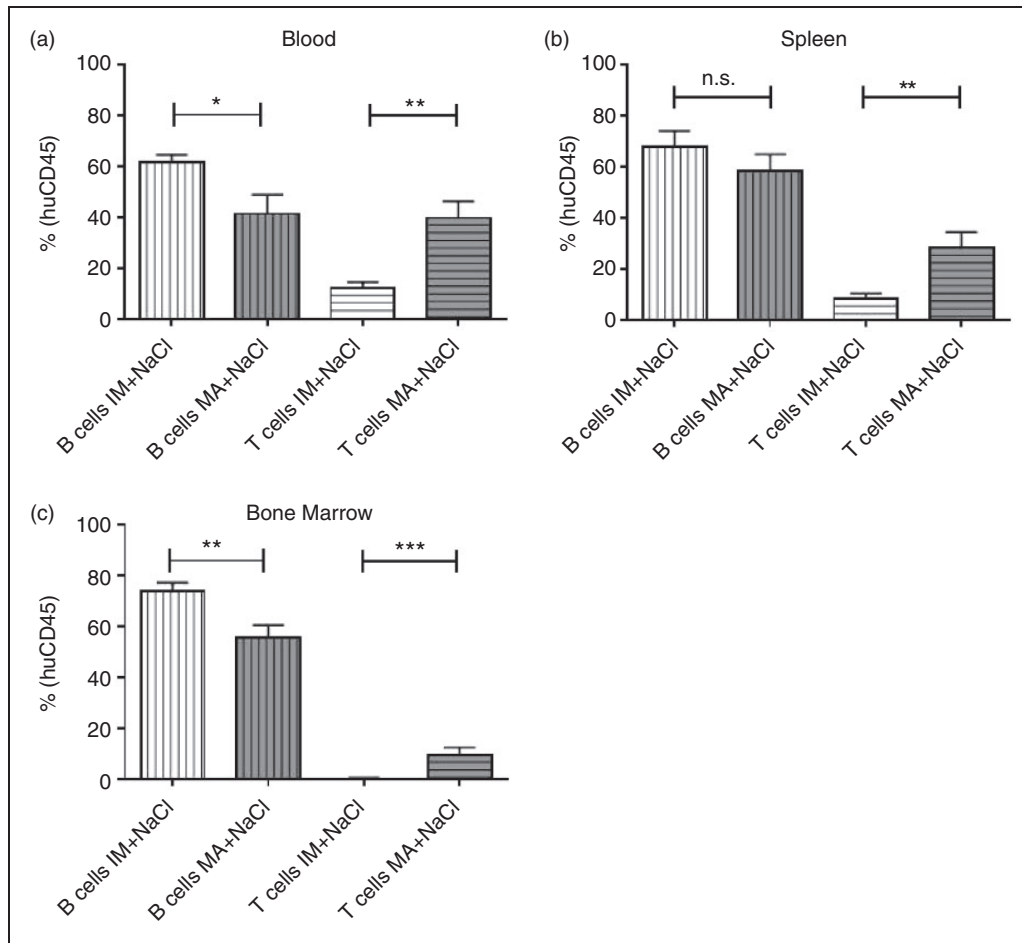 (a) Blood
% (huCD45)
100
80
60
40
20
0
* **
B cells IM+NaCl
B cells MA+NaCl
T cells IM+NaCl
T cells MA+NaCl
(b) Spleen
% (huCD45)
100
80
60
40
20
0
n.s. **
B cells IM+NaCl
B cells MA+NaCl
T cells IM+NaCl
T cells MA+NaCl
(c) Bone Marrow
% (huCD45)
100
80
60
40
20
0
** ***
B cells IM+NaCl
B cells MA+NaCl
T cells IM+NaCl
T cells MA+NaCl